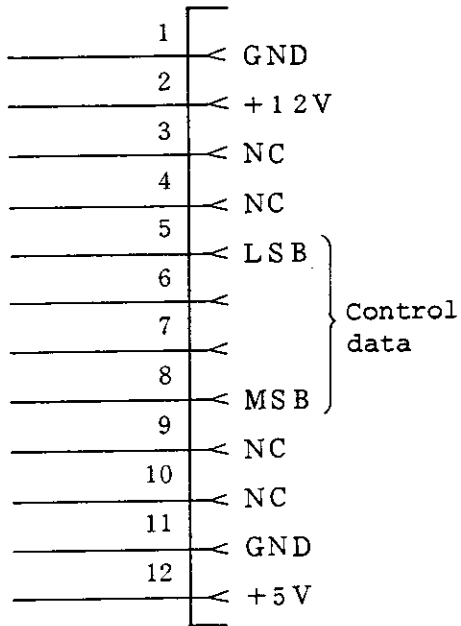 1
GND
2
+12V
3
NC
4
NC
5
LSB
6
7
8
MSB
Control
data
9
NC
10
NC
11
GND
12
+5V